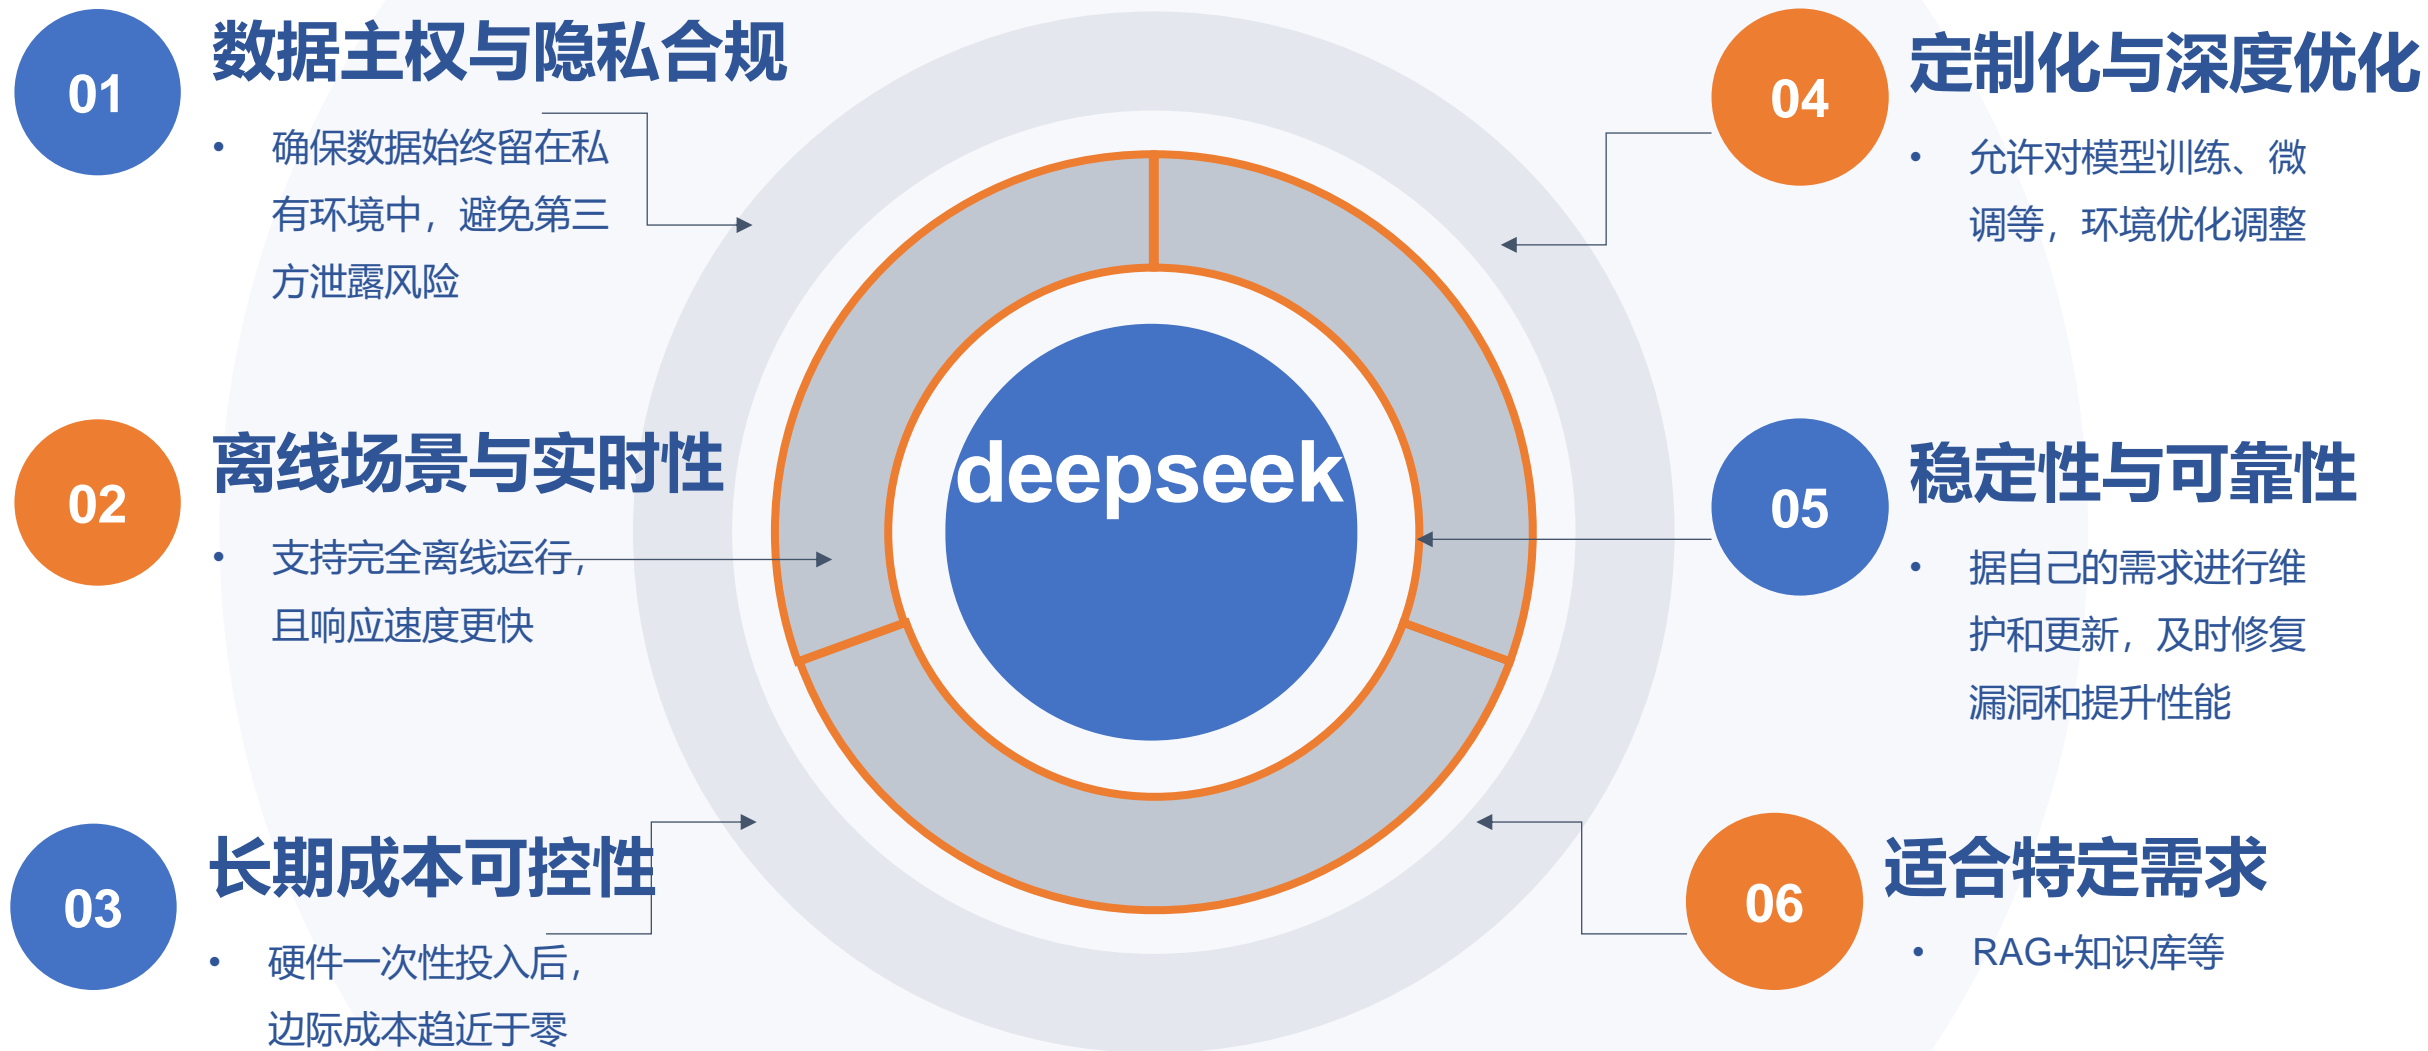 01
数据主权与隐私合规
• 确保数据始终留在私
有环境中，避免第三
方泄露风险
02
离线场景与实时性
• 支持完全离线运行，
且响应速度更快
03
长期成本可控性
• 硬件一次性投入后，
边际成本趋近于零
deepseek
04
定制化与深度优化
• 允许对模型训练、微
调等，环境优化调整
05
稳定性与可靠性
• 据自己的需求进行维
护和更新，及时修复
漏洞和提升性能
06
适合特定需求
• RAG+知识库等